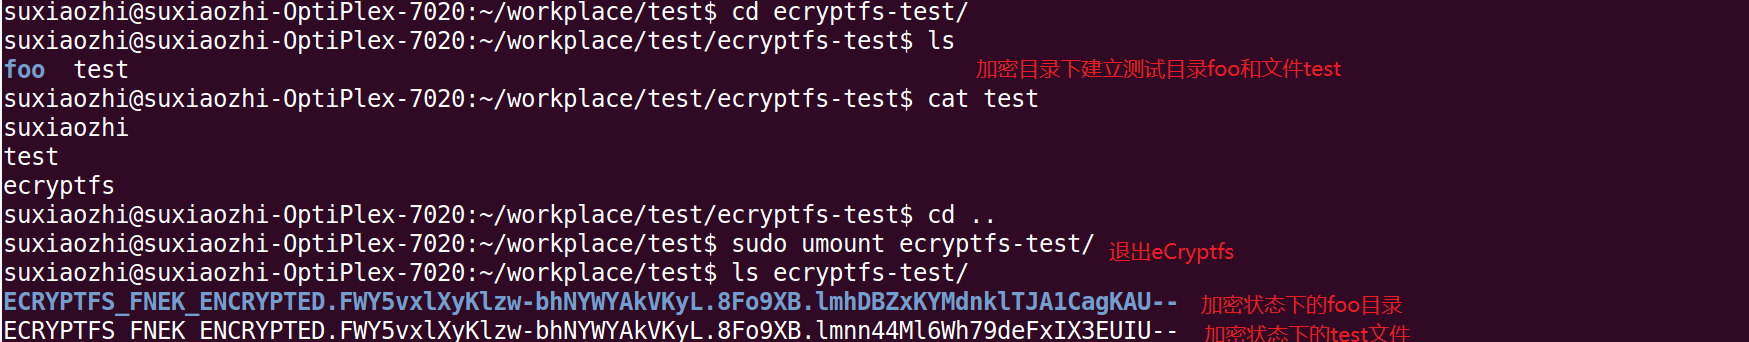 suxiaozhi@suxiaozhi-OptiPlex-7020:~/workplace/test$ cd ecryptfs-test/
suxiaozhi@suxiaozhi-OptiPlex-7020:~/workplace/test/ecryptfs-test$ ls
foo  test 加密目录下建立测试目录foo和文件test
suxiaozhi@suxiaozhi-OptiPlex-7020:~/workplace/test/ecryptfs-test$ cat test
suxiaozhi
test
ecryptfs
suxiaozhi@suxiaozhi-OptiPlex-7020:~/workplace/test/ecryptfs-test$ cd ..
suxiaozhi@suxiaozhi-OptiPlex-7020:~/workplace/test$ sudo umount ecryptfs-test/ 退出eCryptfs
suxiaozhi@suxiaozhi-OptiPlex-7020:~/workplace/test$ ls ecryptfs-test/
ECRYPTFS_FNEK_ENCRYPTED.FWY5vxlXyKlzw-bhNYWYAkVKyL.8Fo9XB.lmhDBZxKYMdnklTJA1CagKAU-- 加密状态下的foo目录
ECRYPTFS_FNEK_ENCRYPTED.FWY5vxlXyKlzw-bhNYWYAkVKyL.8Fo9XB.lmnn44Ml6Wh79deFxIX3EUIU-- 加密状态下的test文件